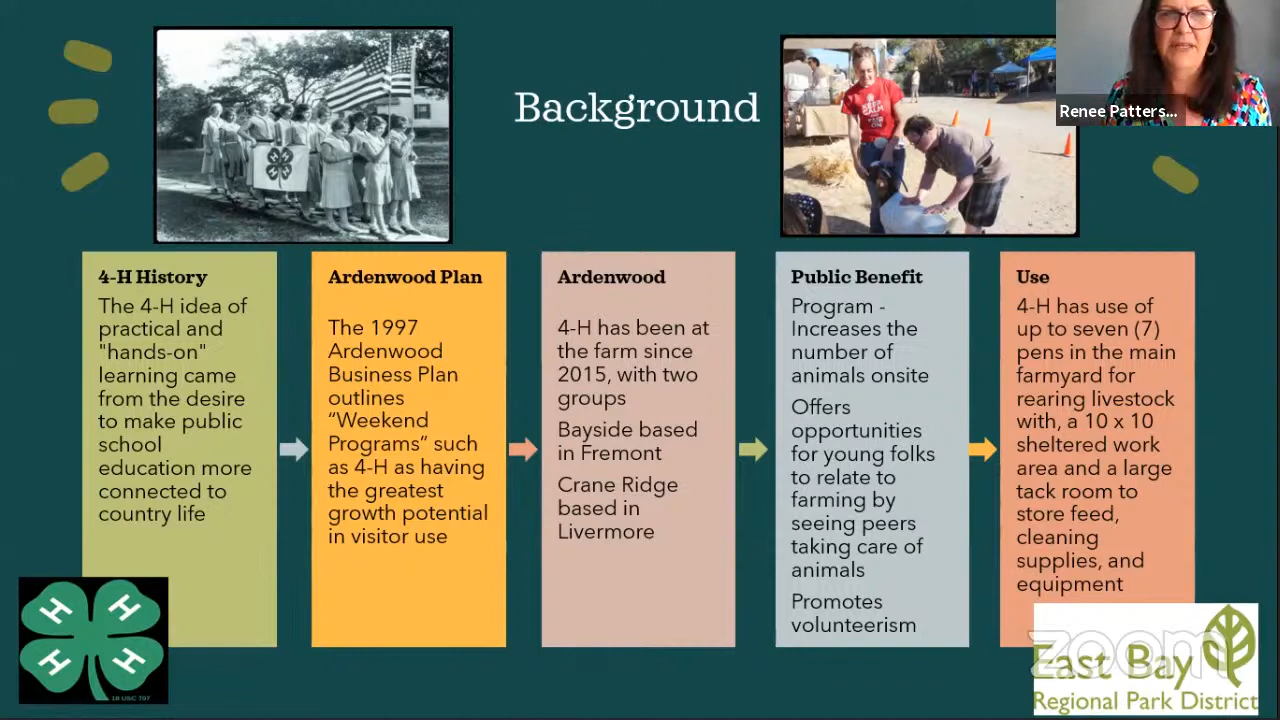 Background
Renee Patters...
4-H History
The 4-H idea of
practical and
"hands-on"
learning came
from the desire
to make public
school
education more
connected to
country life
Ardenwood Plan
The 1997
Ardenwood
Business Plan
outlines
“Weekend
Programs” such
as 4-H as having
the greatest
growth potential
in visitor use
Ardenwood
4-H has been at
the farm since
2015, with two
groups
Bayside based
in Fremont
Crane Ridge
based in
Livermore
Public Benefit
Program -
Increases the
number of
animals onsite
Offers
opportunities
for young folks
to relate to
farming by
seeing peers
taking care of
animals
Promotes
volunteerism
Use
4-H has use of
up to seven (7)
pens in the main
farmyard for
rearing livestock
with, a 10 x 10
sheltered work
area and a large
tack room to
store feed,
cleaning
supplies, and
equipment
H H
H H
18 USC 707
zoom
East Bay
Regional Park District